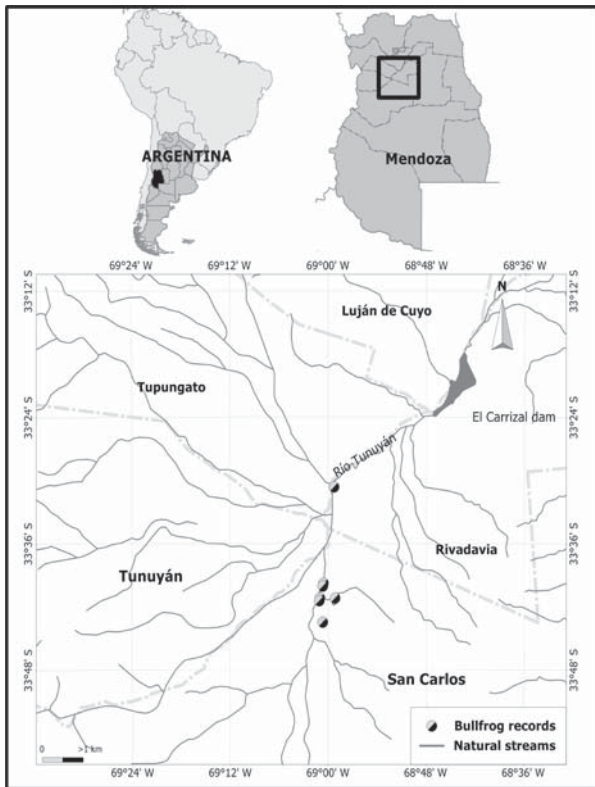 ARGENTINA
Mendoza
69°24' W 69°12' W 69°00' W 68°48' W 68°36' W
33°12' S
33°12' S
N
Luján de Cuyo
Tupungato
33°24' S
El Carrizal dam
33°24' S
Río Tunuyán
33°36' S
Rivadavia
33°36' S
Tunuyán
33°48' S
San Carlos
33°48' S
Bullfrog records
Natural streams
0 >1 km
69°24' W 69°12' W 69°00' W 68°48' W 68°36' W